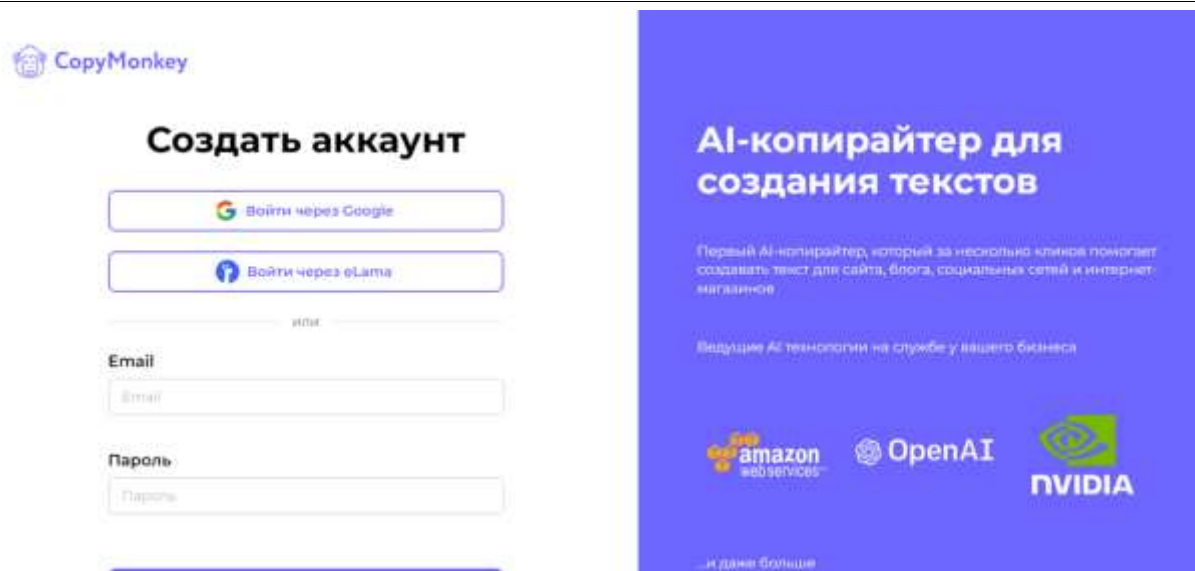 CopyMonkey
Создать аккаунт
Войти через Google
Войти через eLama
или
Email
Email
Пароль
Пароль
AI-копирайтер для
создания текстов
Первый AI-копирайтер, который за несколько кликов помогает
создавать текст для сайта, блога, социальных сетей и интернет-
магазинов
Ведущие AI технологии на службе у вашего бизнеса
amazon
webservices™
OpenAI
NVIDIA
...и даже больше